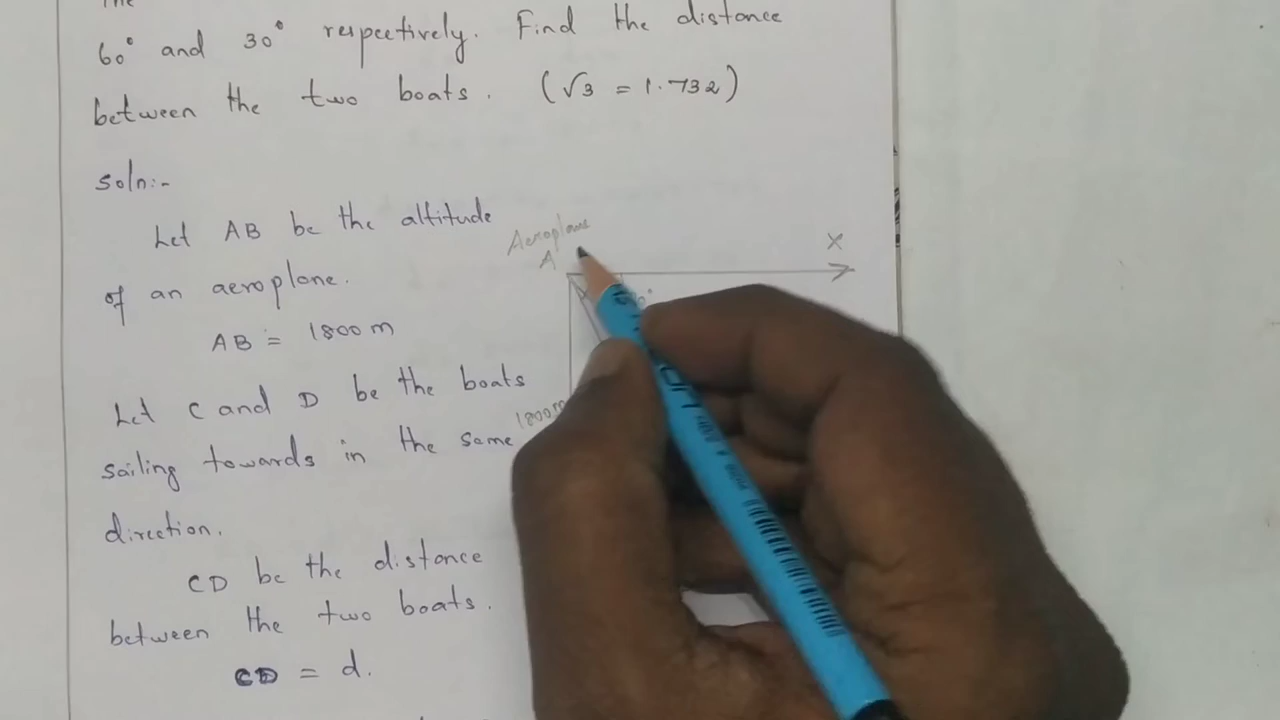 The
60° and 30° respectively. Find the distance
between the two boats. (√3 = 1.732)
Soln:-
Let AB be the altitude
of an aeroplane.
AB = 1800 m
Let C and D be the boats
sailing towards in the same
direction.
CD be the distance
between the two boats.
CD = d.
Aeroplane
A
X
1800m